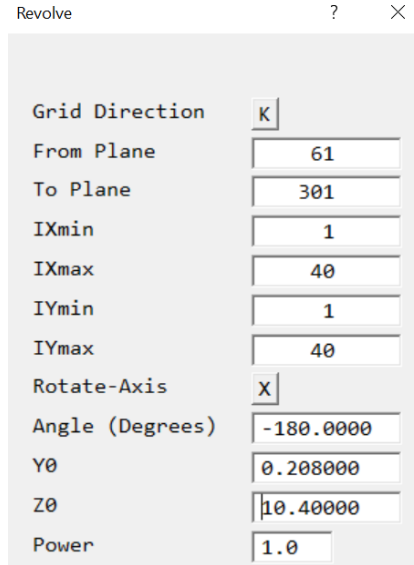 Revolve ? ×
Grid Direction K
From Plane 61
To Plane 301
IXmin 1
IXmax 40
IYmin 1
IYmax 40
Rotate-Axis X
Angle (Degrees) -180.0000
Y0 0.208000
Z0 10.40000
Power 1.0